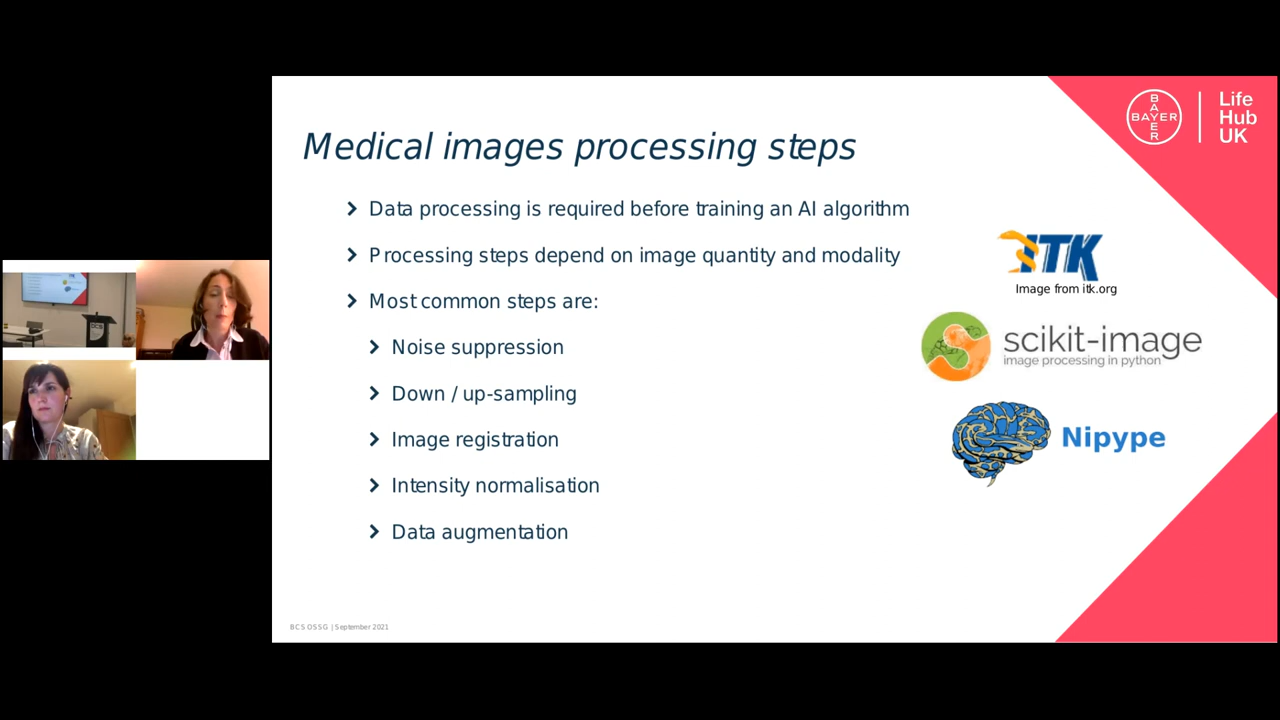 Medical images processing steps
Data processing is required before training an AI algorithm
Processing steps depend on image quantity and modality
Most common steps are:
Noise suppression
Down / up-sampling
Image registration
Intensity normalisation
Data augmentation
BAYER
BAYER
Life
Hub
UK
ITK
Image from itk.org
scikit-image
image processing in python
Nipype
BCS OSSG | September 2021
BCS